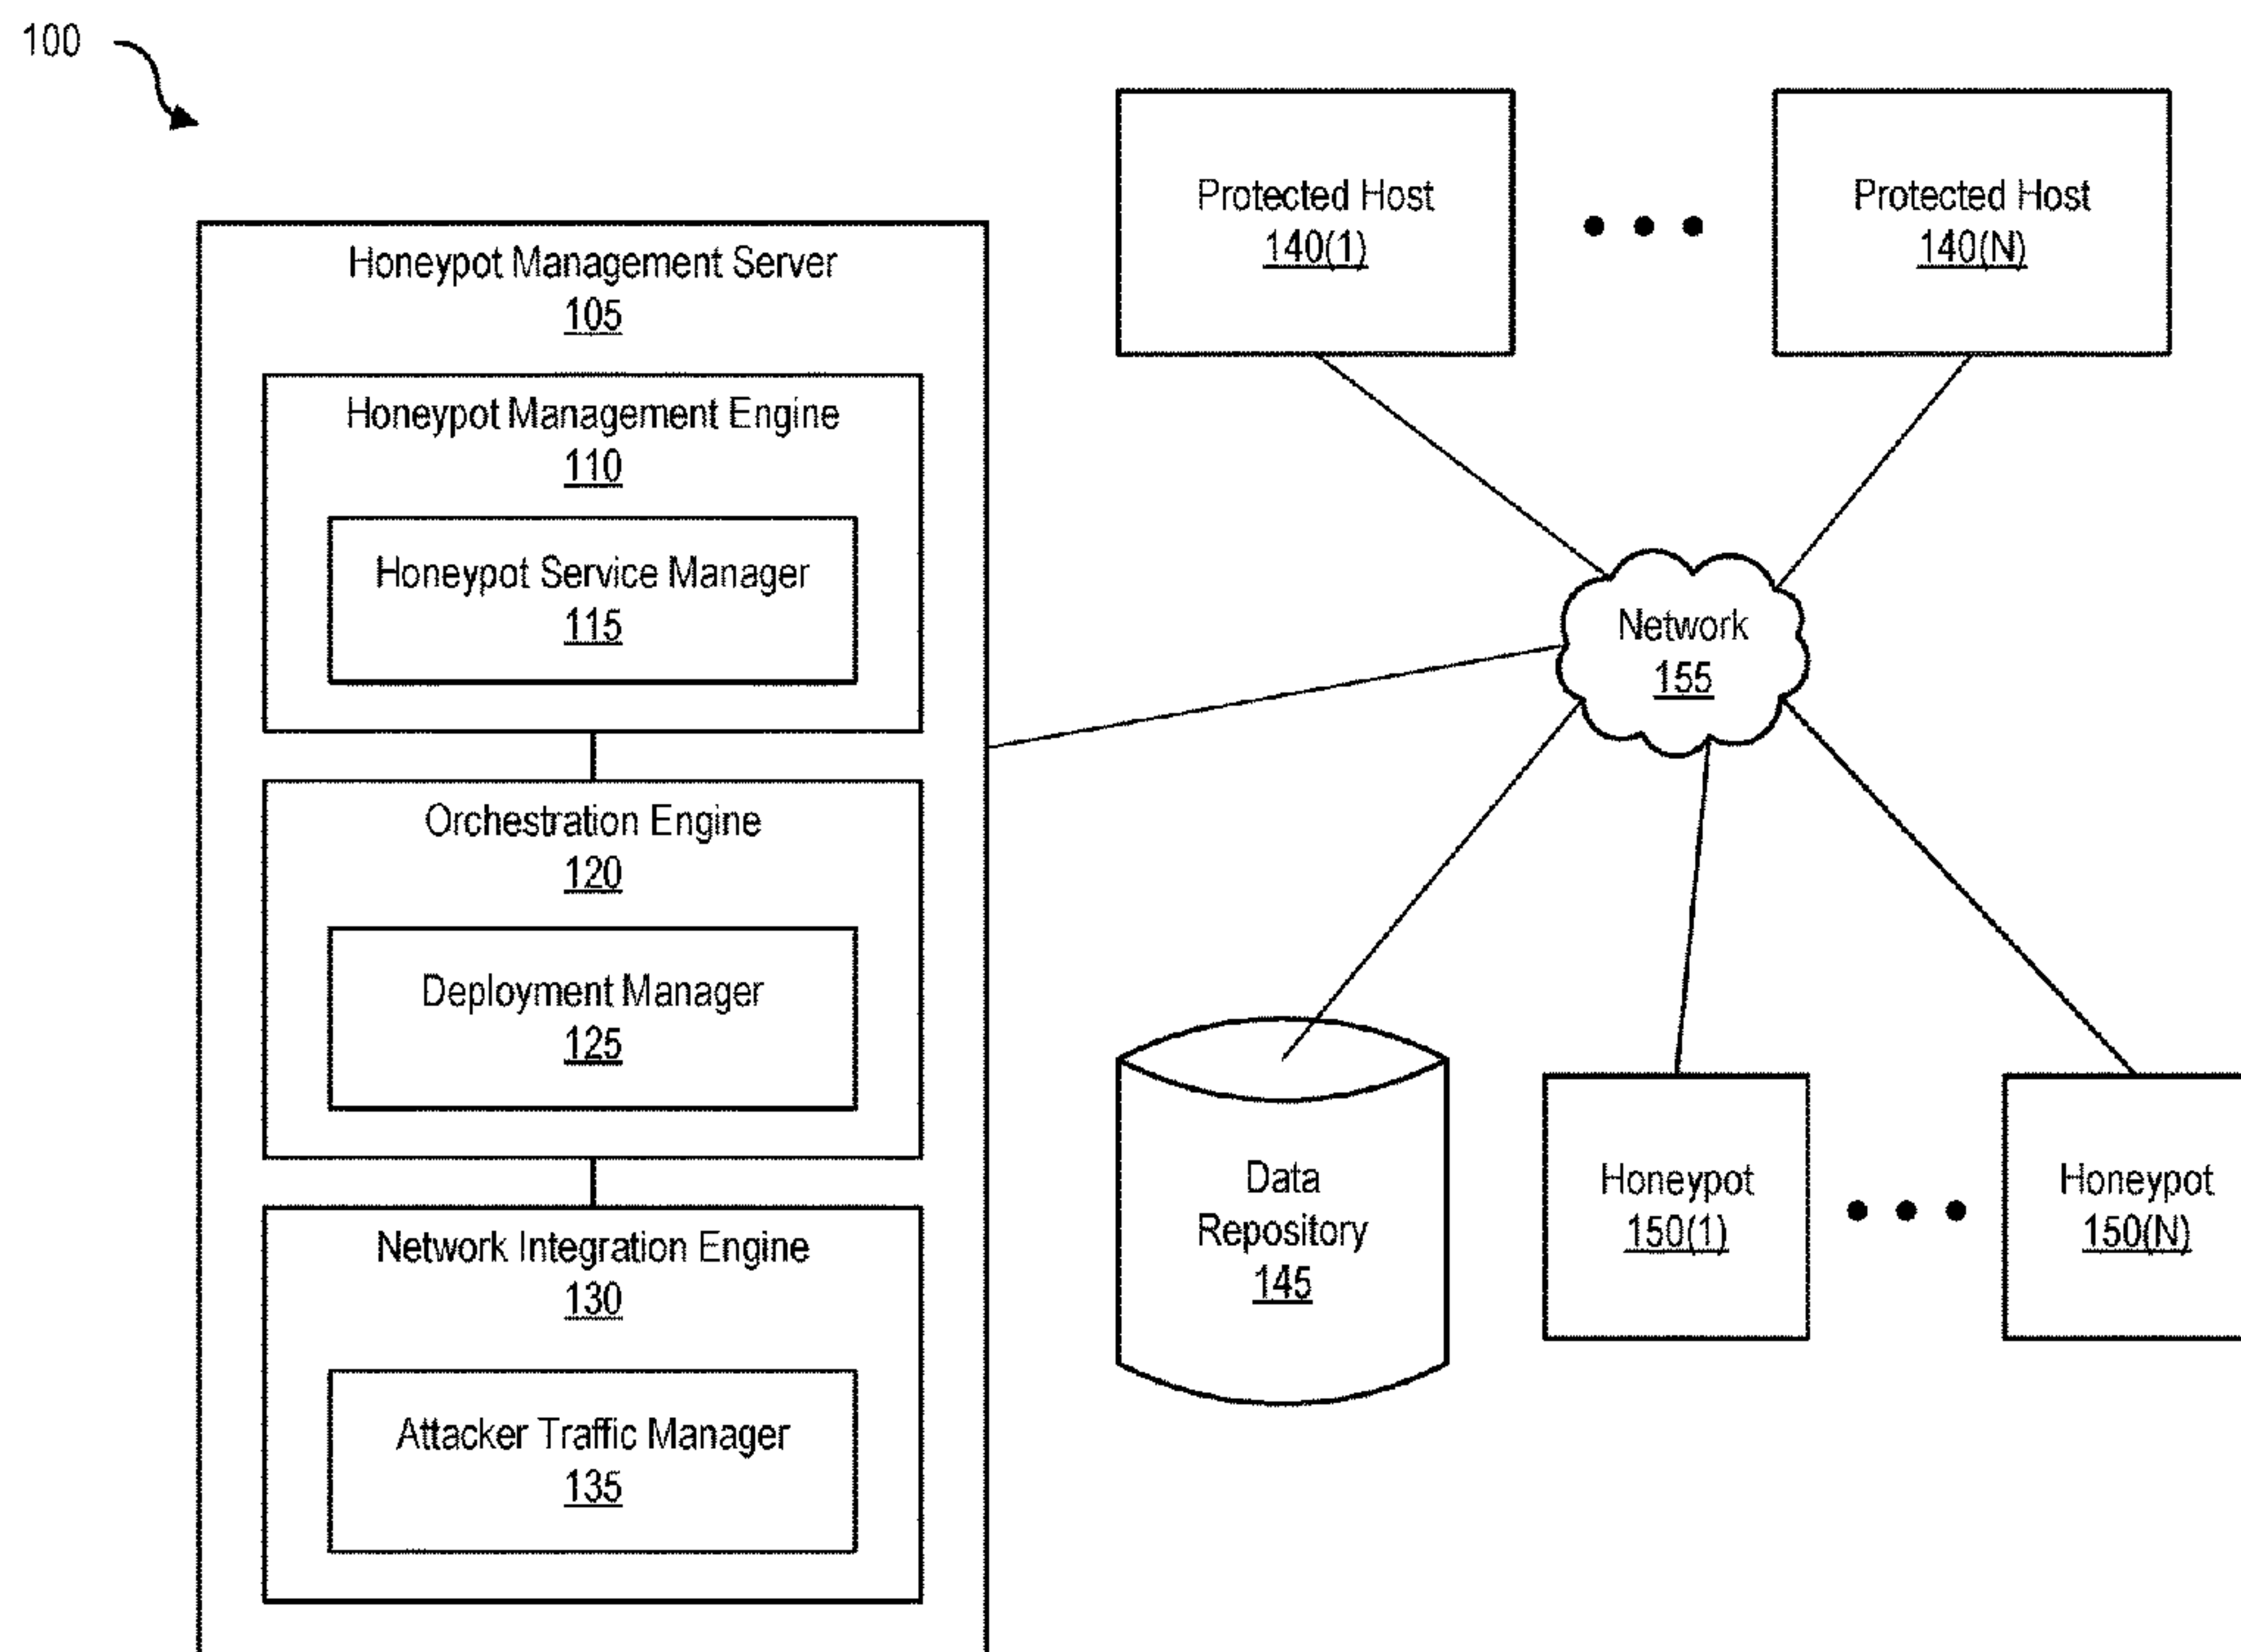 100
Honeypot Management Server
105
Honeypot Management Engine
110
Honeypot Service Manager
115
Orchestration Engine
120
Deployment Manager
125
Network Integration Engine
130
Attacker Traffic Manager
135
Protected Host
140(1)
Protected Host
140(N)
Network
155
Data
Repository
145
Honeypot
150(1)
Honeypot
150(N)